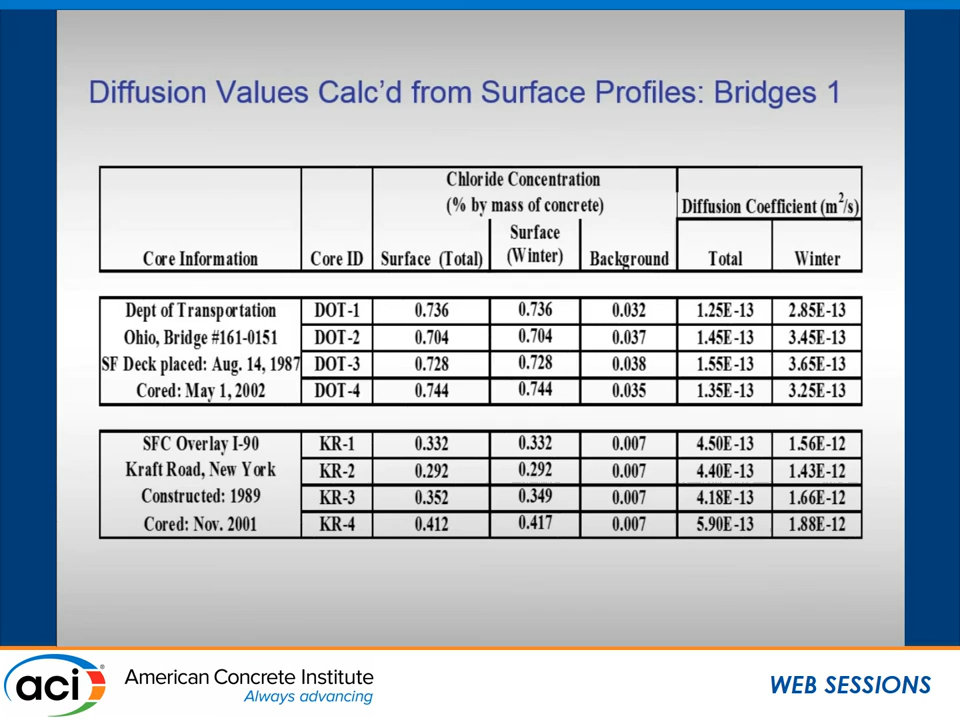 Diffusion Values Calc'd from Surface Profiles: Bridges 1
Chloride Concentration
(% by mass of concrete) Diffusion Coefficient (m2/s)
Core Information Core ID Surface (Total) Surface (Winter) Background Total Winter
Dept of Transportation DOT-1 0.736 0.736 0.032 1.25E-13 2.85E-13
Ohio, Bridge #161-0151 DOT-2 0.704 0.704 0.037 1.45E-13 3.45E-13
SF Deck placed: Aug. 14, 1987 DOT-3 0.728 0.728 0.038 1.55E-13 3.65E-13
Cored: May 1, 2002 DOT-4 0.744 0.744 0.035 1.35E-13 3.25E-13
SFC Overlay I-90 KR-1 0.332 0.332 0.007 4.50E-13 1.56E-12
Kraft Road, New York KR-2 0.292 0.292 0.007 4.40E-13 1.43E-12
Constructed: 1989 KR-3 0.352 0.349 0.007 4.18E-13 1.66E-12
Cored: Nov. 2001 KR-4 0.412 0.417 0.007 5.90E-13 1.88E-12
aci ® American Concrete Institute
Always advancing
WEB SESSIONS